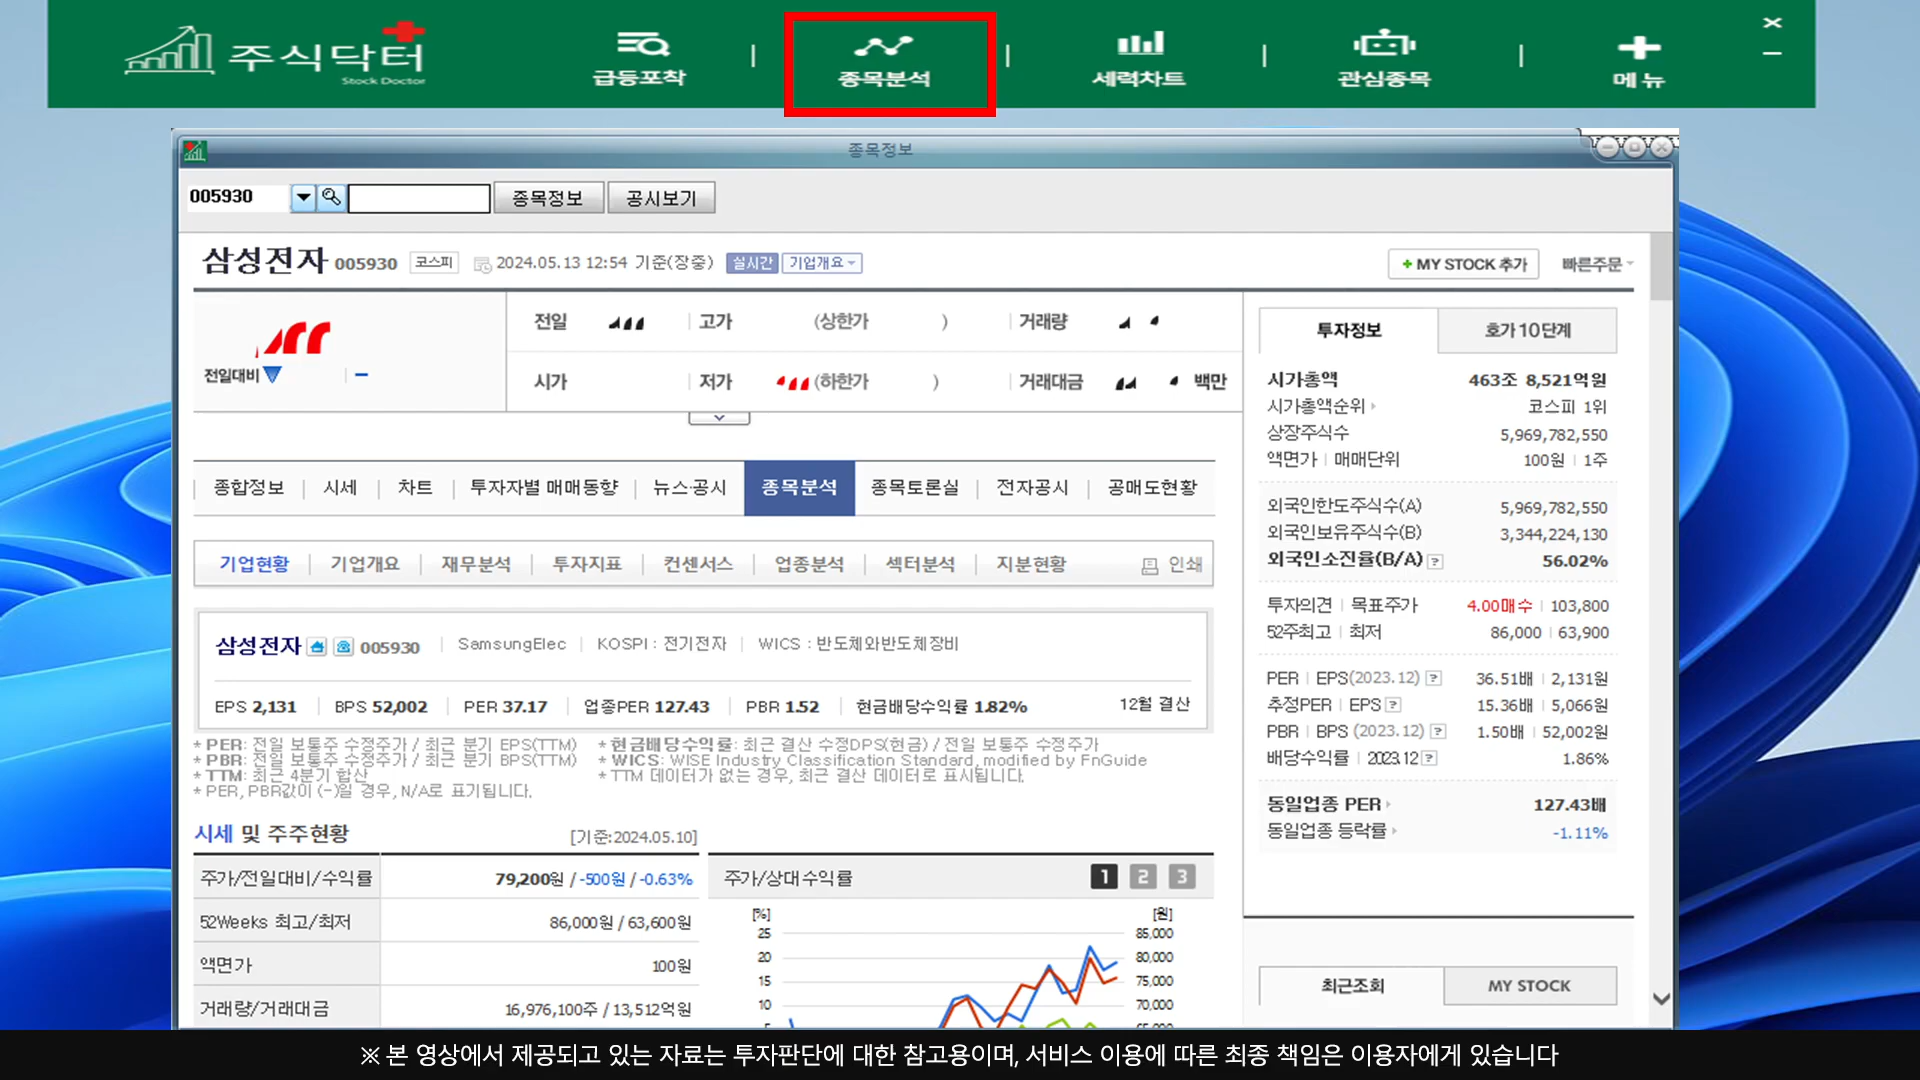 주식닥터
Stock Doctor
급등포착 | 종목분석 | 세력차트 | 관심종목 | 메뉴
종목정보
005930 종목정보 공시보기
삼성전자 005930 코스피 2024.05.13 12:54 기준(장중) 실시간 기업개요
+ MY STOCK 추가 빠른주문
전일 고가 (상한가 ) 거래량
전일대비
시가 저가 (하한가 ) 거래대금 백만
종합정보 | 시세 | 차트 | 투자자별 매매동향 | 뉴스·공시 종목분석 종목토론실 | 전자공시 | 공매도현황
기업현황 | 기업개요 | 재무분석 | 투자지표 | 컨센서스 | 업종분석 | 섹터분석 | 지분현황 인쇄
삼성전자 005930 | SamsungElec | KOSPI : 전기전자 | WICS : 반도체와반도체장비
EPS 2,131 | BPS 52,002 | PER 37.17 | 업종PER 127.43 | PBR 1.52 | 현금배당수익률 1.82% 12월 결산
* PER: 전일 보통주 수정주가 / 최근 분기 EPS(TTM)
* PBR: 전일 보통주 수정주가 / 최근 분기 BPS(TTM)
* TTM: 최근 4분기 합산
* PER, PBR값이 (-)일 경우, N/A로 표기됩니다.
* 현금배당수익률: 최근 결산 수정DPS(현금) / 전일 보통주 수정주가
* WICS: WISE Industry Classification Standard, modified by FnGuide
* TTM 데이터가 없는 경우, 최근 결산 데이터로 표시됩니다.
시세 및 주주현황 [기준:2024.05.10]
주가/전일대비/수익률 79,200원 / -500원 / -0.63%
52Weeks 최고/최저 86,000원 / 63,600원
액면가 100원
거래량/거래대금 16,976,100주 / 13,512억원
주가/상대수익률 1 2 3
[%] [원]
25 85,000
20 80,000
15 75,000
10 70,000
5 65,000
투자정보 호가 10단계
시가총액 463조 8,521억원
시가총액순위 코스피 1위
상장주식수 5,969,782,550
액면가 | 매매단위 100원 | 1주
외국인한도주식수(A) 5,969,782,550
외국인보유주식수(B) 3,344,224,130
외국인소진율(B/A) ? 56.02%
투자의견 | 목표주가 4.00매수 | 103,800
52주최고 | 최저 86,000 | 63,900
PER | EPS(2023.12) ? 36.51배 | 2,131원
추정PER | EPS ? 15.36배 | 5,066원
PBR | BPS (2023.12) ? 1.50배 | 52,002원
배당수익률 | 2023.12 ? 1.86%
동일업종 PER 127.43배
동일업종 등락률 -1.11%
최근조회 MY STOCK
※ 본 영상에서 제공되고 있는 자료는 투자판단에 대한 참고용이며, 서비스 이용에 따른 최종 책임은 이용자에게 있습니다